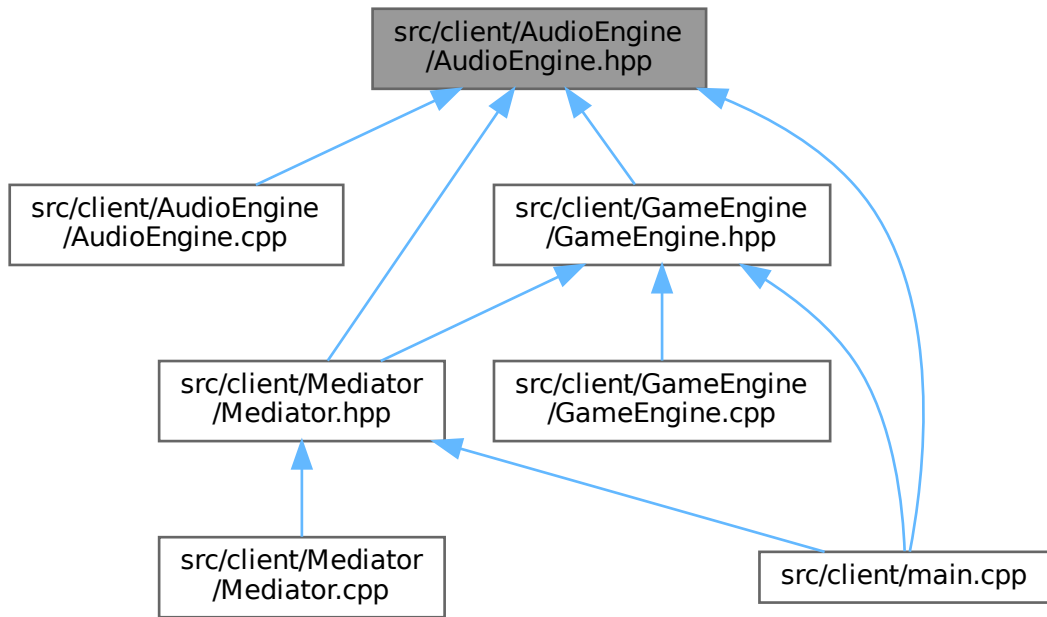 src/client/AudioEngine
/AudioEngine.hpp
src/client/AudioEngine
/AudioEngine.cpp
src/client/GameEngine
/GameEngine.hpp
src/client/Mediator
/Mediator.hpp
src/client/GameEngine
/GameEngine.cpp
src/client/Mediator
/Mediator.cpp
src/client/main.cpp